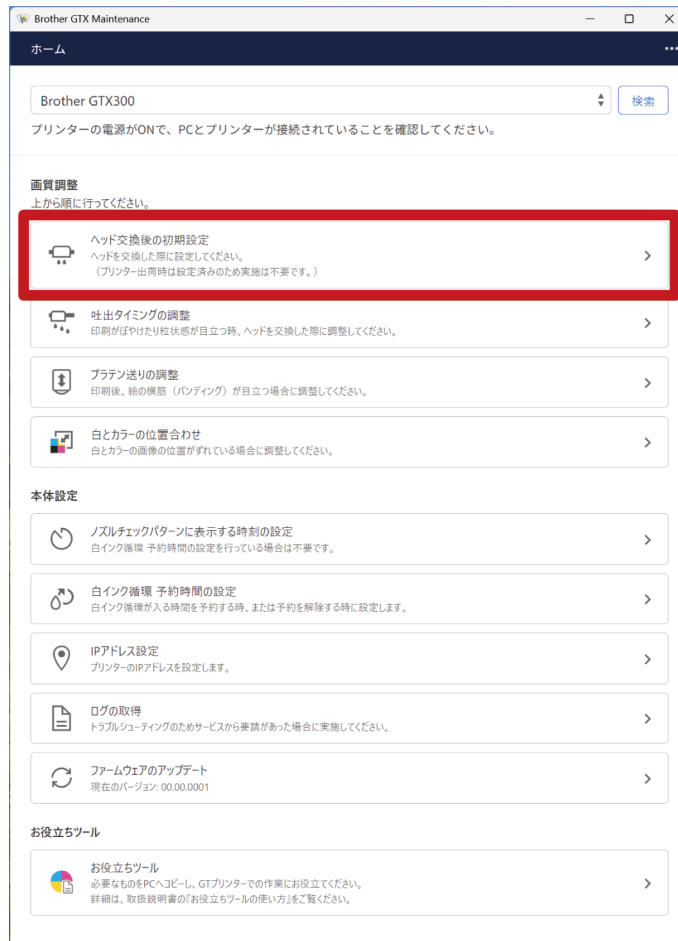 Brother GTX Maintenance
ホーム
Brother GTX300
検索
プリンターの電源がONで、PCとプリンターが接続されていることを確認してください。
画質調整
上から順に行ってください。
ヘッド交換後の初期設定
ヘッドを交換した際に設定してください。
（プリンター出荷時は設定済みのため実施は不要です。）
吐出タイミングの調整
印刷がぼやけたり粒状感が目立つ時、ヘッドを交換した際に調整してください。
プラテン送りの調整
印刷後、絵の横筋（バンディング）が目立つ場合に調整してください。
白とカラーの位置合わせ
白とカラーの画像の位置がずれている場合に調整してください。
本体設定
ノズルチェックパターンに表示する時刻の設定
白インク循環 予約時間の設定を行っている場合は不要です。
白インク循環 予約時間の設定
白インク循環が入る時間を予約する時、または予約を解除する時に設定します。
IPアドレス設定
プリンターのIPアドレスを設定します。
ログの取得
トラブルシューティングのためサービスから要請があった場合に実施してください。
ファームウェアのアップデート
現在のバージョン: 00.00.0001
お役立ちツール
お役立ちツール
必要なものをPCへコピーし、GTプリンターでの作業にお役立てください。
詳細は、取扱説明書の『お役立ちツールの使い方』をご覧ください。